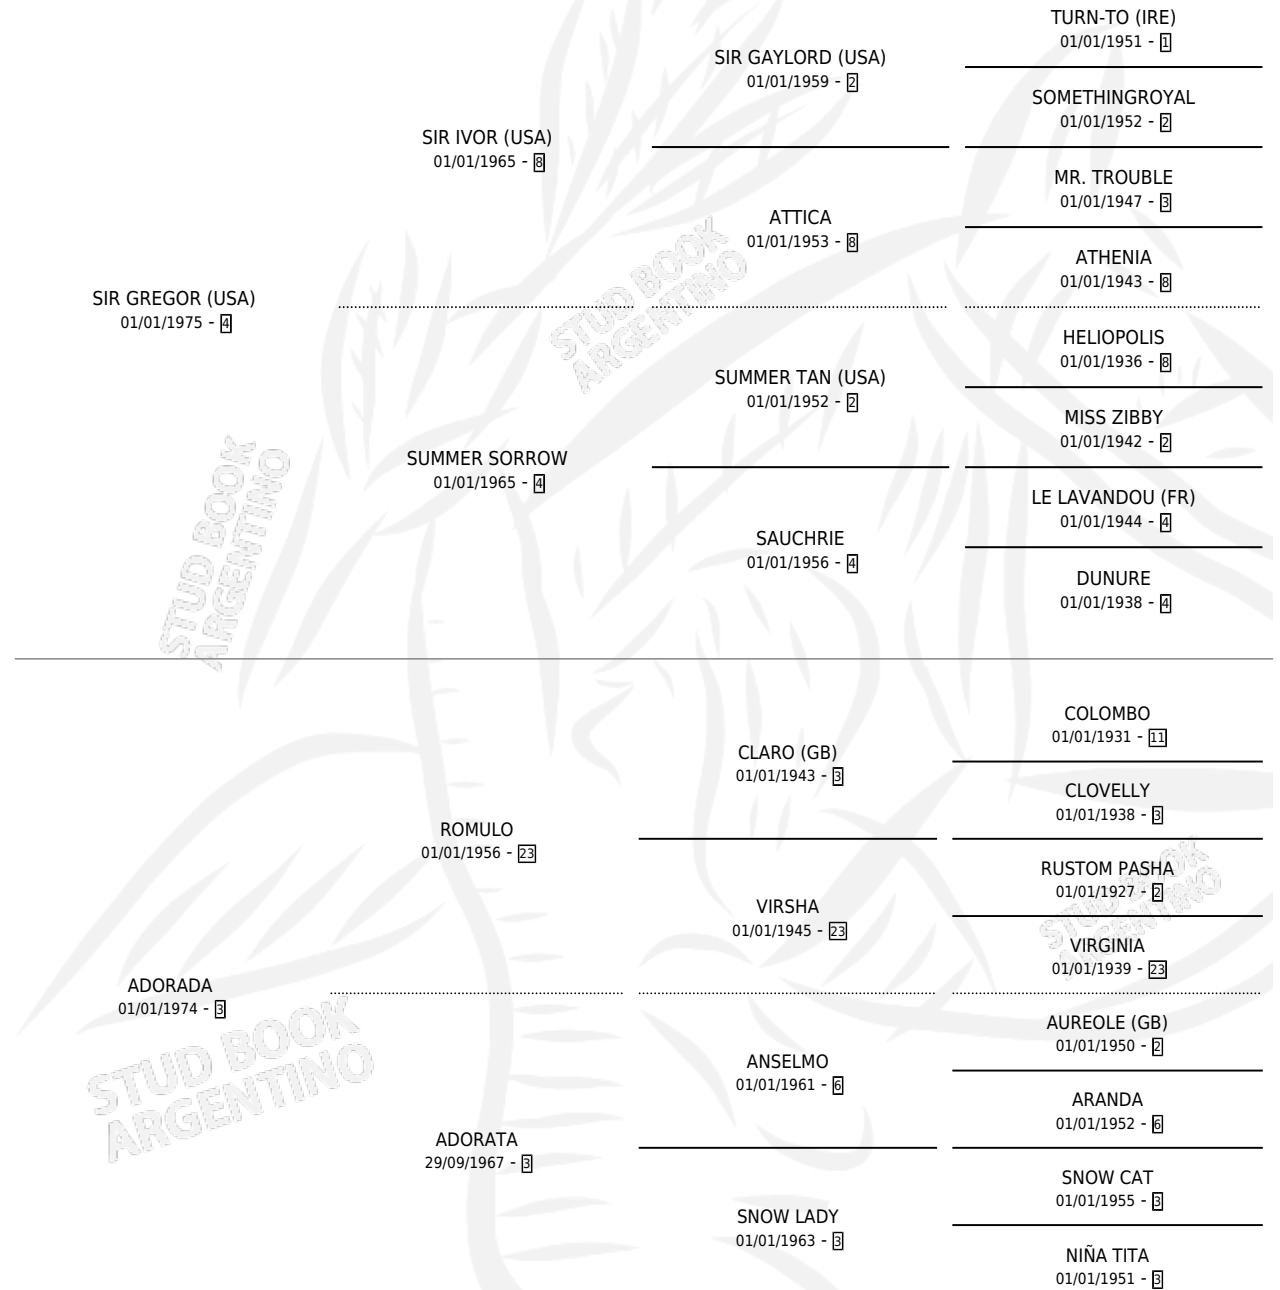 TURN-TO (IRE)
01/01/1951 - 1
SIR GAYLORD (USA)
01/01/1959 - 2
SOMETHINGROYAL
01/01/1952 - 2
SIR IVOR (USA)
01/01/1965 - 8
MR. TROUBLE
01/01/1947 - 3
ATTICA
01/01/1953 - 8
ATHENIA
01/01/1943 - 8
SIR GREGOR (USA)
01/01/1975 - 4
HELIOPOLIS
01/01/1936 - 8
SUMMER TAN (USA)
01/01/1952 - 2
MISS ZIBBY
01/01/1942 - 2
SUMMER SORROW
01/01/1965 - 4
LE LAVANDOU (FR)
01/01/1944 - 4
SAUCHRIE
01/01/1956 - 4
DUNURE
01/01/1938 - 4
COLOMBO
01/01/1931 - 11
CLARO (GB)
01/01/1943 - 3
CLOVELLY
01/01/1938 - 3
ROMULO
01/01/1956 - 23
RUSTOM PASHA
01/01/1927 - 2
VIRSHA
01/01/1945 - 23
VIRGINIA
01/01/1939 - 23
ADORADA
01/01/1974 - 3
AUREOLE (GB)
01/01/1950 - 2
ANSELMO
01/01/1961 - 6
ARANDA
01/01/1952 - 6
ADORATA
29/09/1967 - 3
SNOW CAT
01/01/1955 - 3
SNOW LADY
01/01/1963 - 3
NIÑA TITA
01/01/1951 - 3
STUD BOOK
ARGENTINO
STUD BOOK
ARGENTINO
STUD BOOK
ARGENTINO
STUD BOOK
ARGENTINO